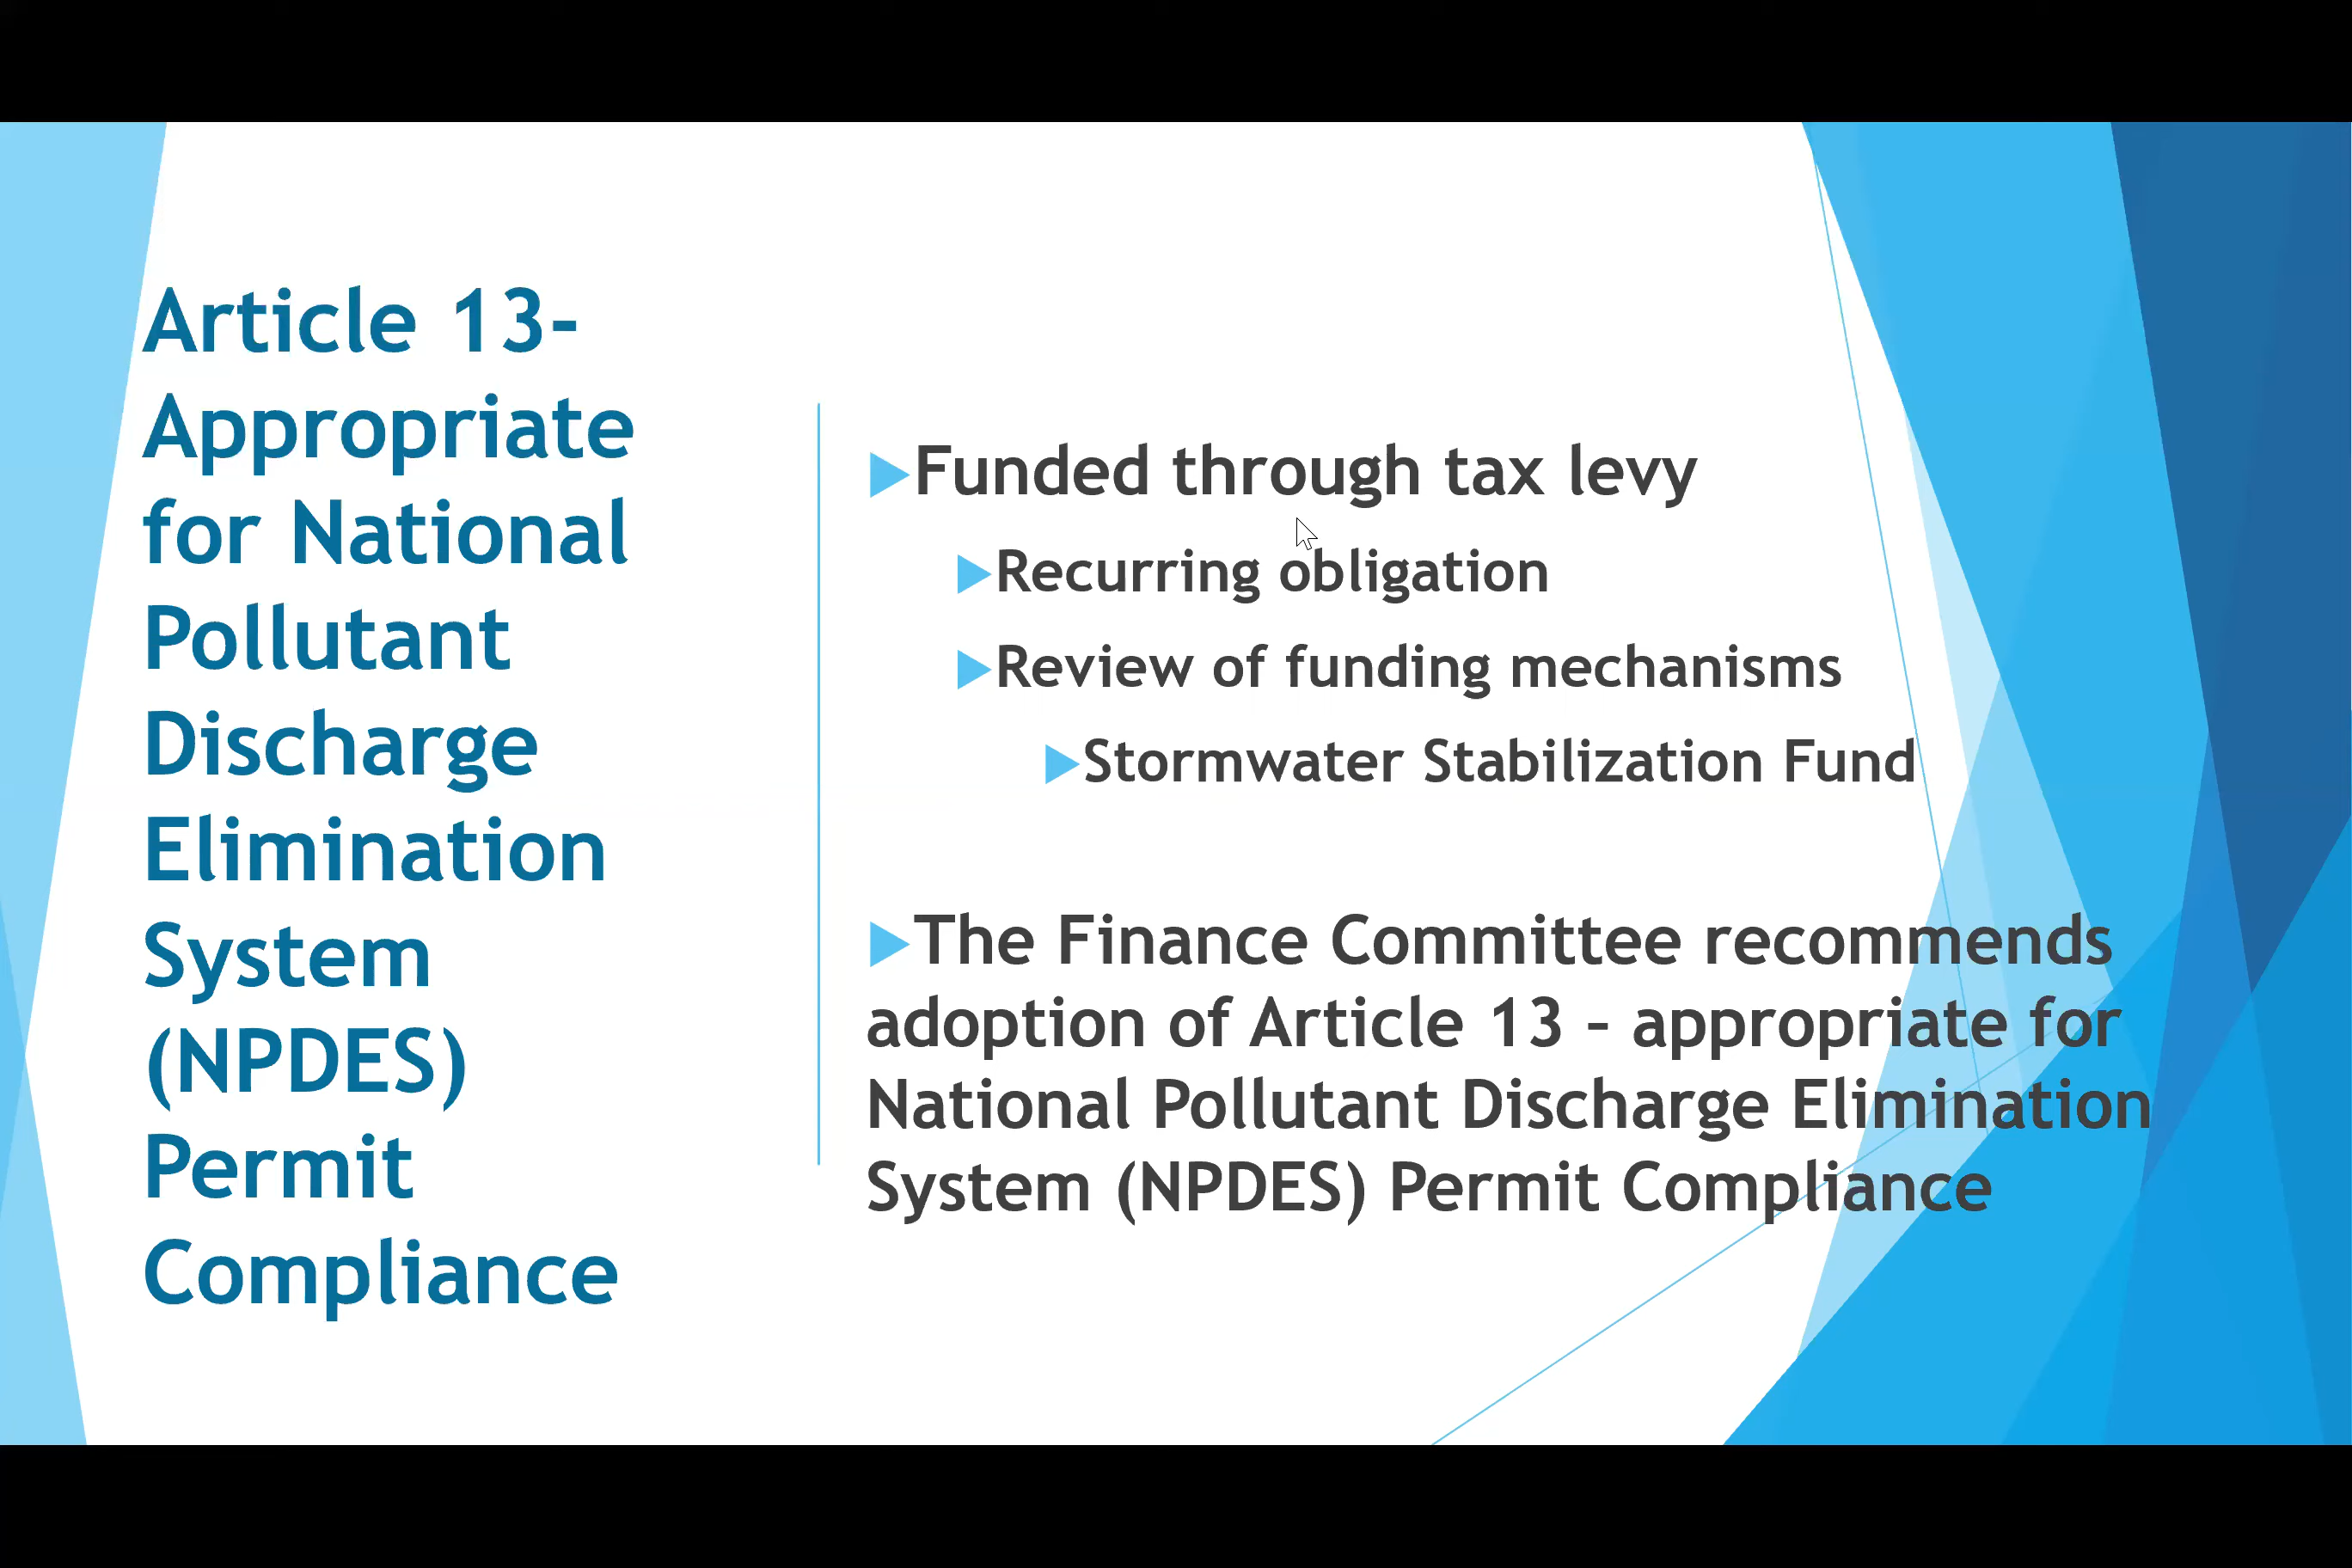 Article 13-
Appropriate
for National
Pollutant
Discharge
Elimination
System
(NPDES)
Permit
Compliance
Funded through tax levy
Recurring obligation
Review of funding mechanisms
Stormwater Stabilization Fund
The Finance Committee recommends
adoption of Article 13 – appropriate for
National Pollutant Discharge Elimination
System (NPDES) Permit Compliance